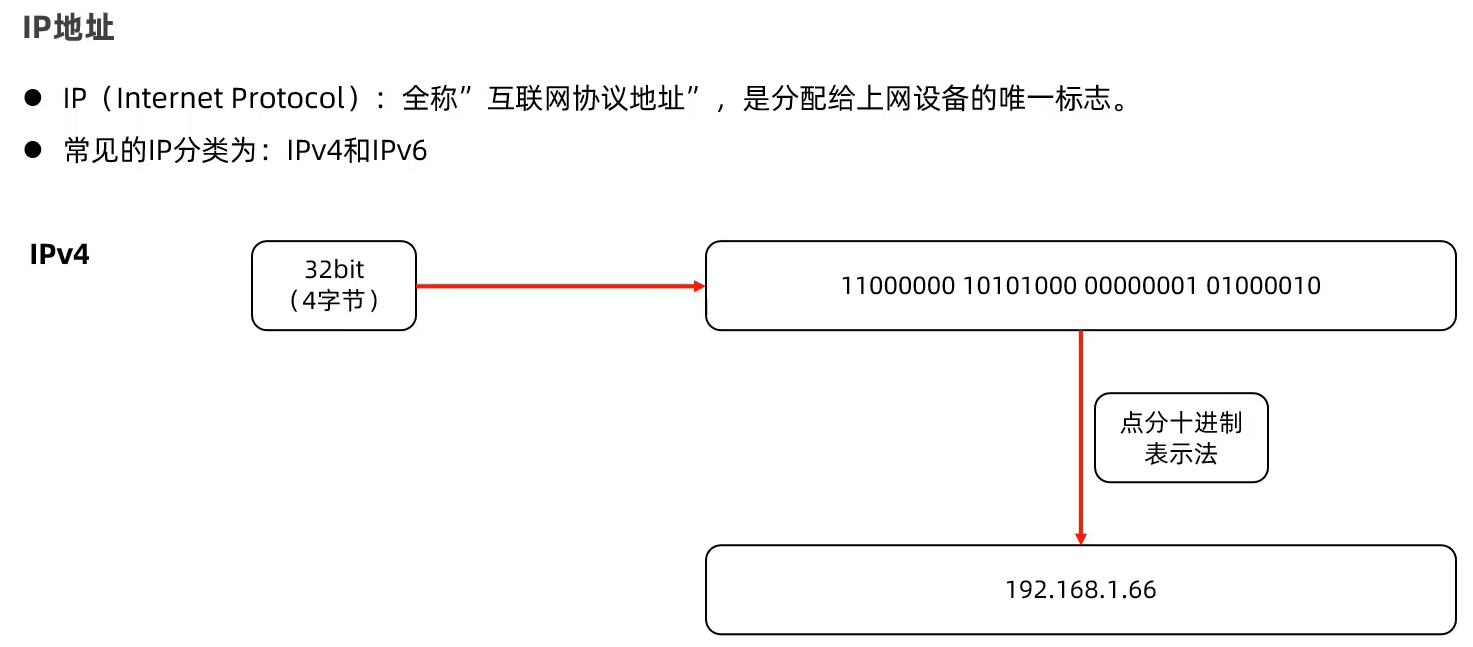 IP地址
● IP（Internet Protocol）：全称”互联网协议地址”，是分配给上网设备的唯一标志。
● 常见的IP分类为：IPv4和IPv6
IPv4
32bit
（4字节）
11000000 10101000 00000001 01000010
点分十进制
表示法
192.168.1.66